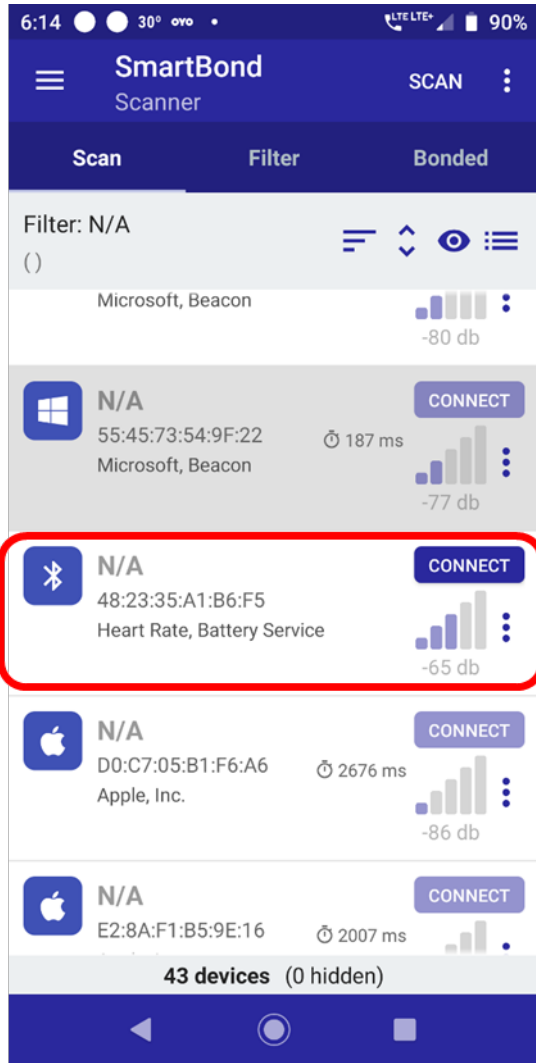 6:14 30° ovo • LTE LTE+ 90%
SmartBond
Scanner
SCAN
Scan Filter Bonded
Filter: N/A
()
Microsoft, Beacon
-80 db
N/A
CONNECT
55:45:73:54:9F:22
187 ms
Microsoft, Beacon
-77 db
N/A
CONNECT
48:23:35:A1:B6:F5
Heart Rate, Battery Service
-65 db
N/A
CONNECT
D0:C7:05:B1:F6:A6
2676 ms
Apple, Inc.
-86 db
N/A
CONNECT
E2:8A:F1:B5:9E:16
2007 ms
43 devices (0 hidden)